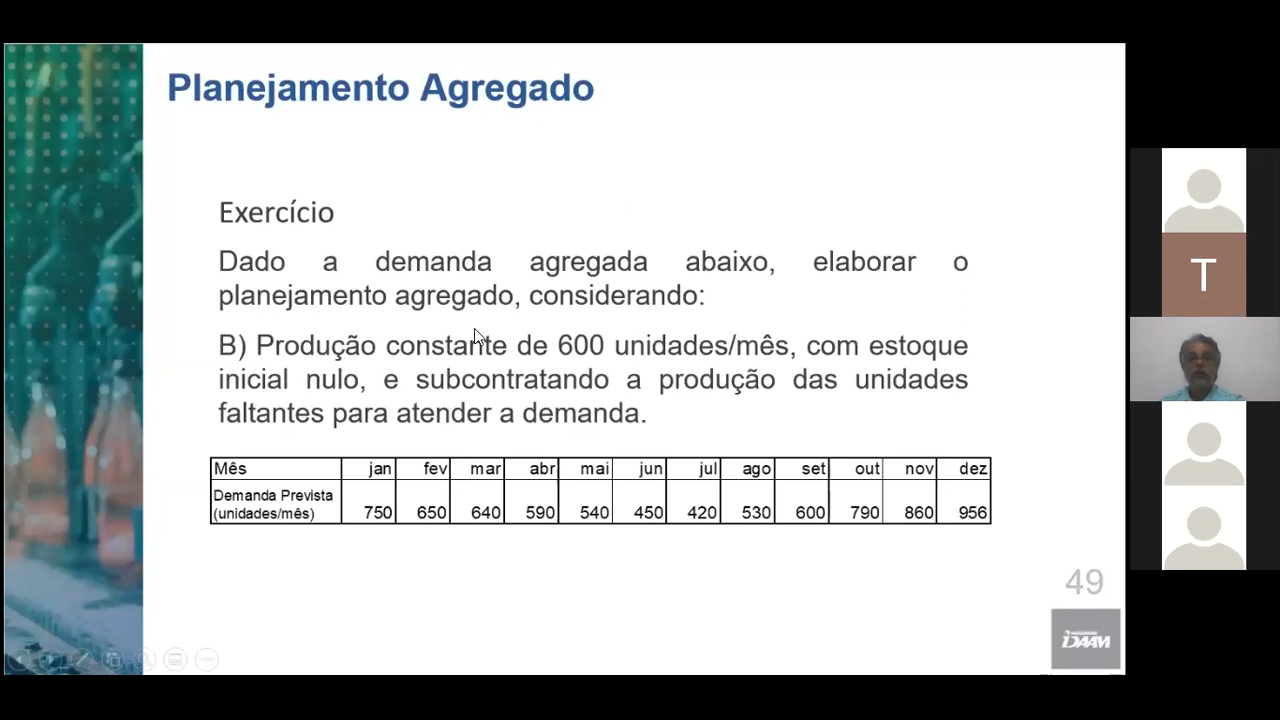 Planejamento Agregado
Exercício
Dado a demanda agregada abaixo, elaborar o
planejamento agregado, considerando:
B) Produção constante de 600 unidades/mês, com estoque
inicial nulo, e subcontratando a produção das unidades
faltantes para atender a demanda.
Mês jan fev mar abr mai jun jul ago set out nov dez
Demanda Prevista
(unidades/mês) 750 650 640 590 540 450 420 530 600 790 860 956
49
T